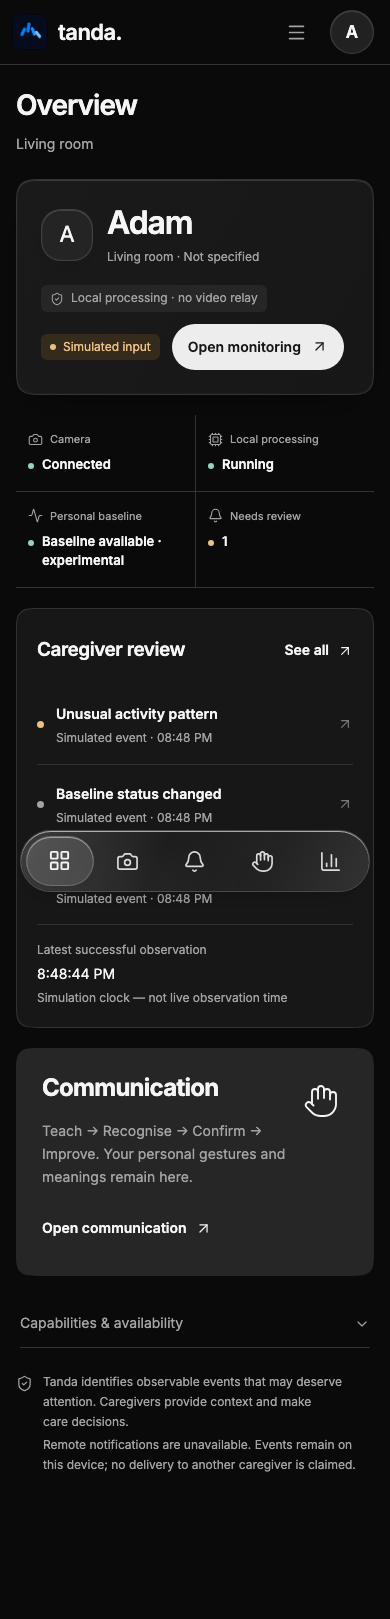 tanda.
A
Overview
Living room
A
Adam
Living room · Not specified
Local processing · no video relay
Simulated input
Open monitoring
Camera
Connected
Local processing
Running
Personal baseline
Baseline available ·
experimental
Needs review
1
Caregiver review
See all
Unusual activity pattern
Simulated event · 08:48 PM
Baseline status changed
Simulated event · 08:48 PM
Simulated event · 08:48 PM
Latest successful observation
8:48:44 PM
Simulation clock — not live observation time
Communication
Teach → Recognise → Confirm →
Improve. Your personal gestures and
meanings remain here.
Open communication
Capabilities & availability
Tanda identifies observable events that may deserve
attention. Caregivers provide context and make
care decisions.
Remote notifications are unavailable. Events remain on
this device; no delivery to another caregiver is claimed.